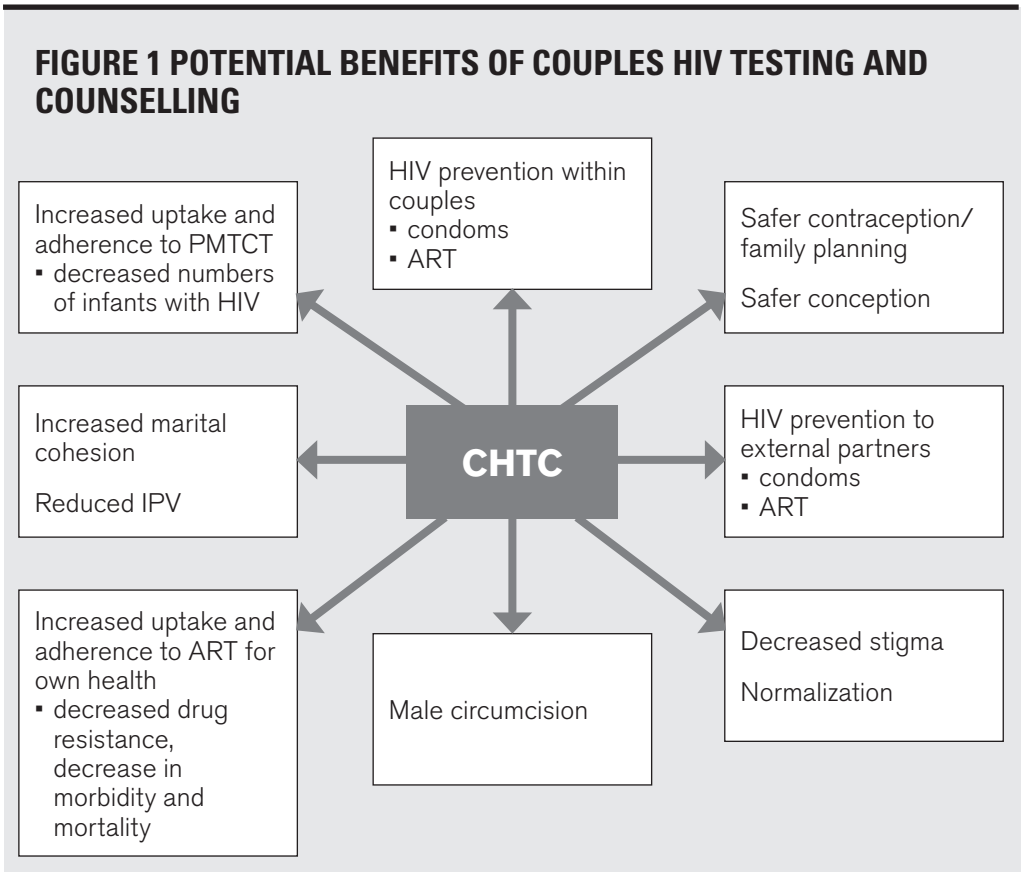 FIGURE 1 POTENTIAL BENEFITS OF COUPLES HIV TESTING AND
COUNSELLING
HIV prevention within
couples
▪ condoms
▪ ART
Increased uptake and
adherence to PMTCT
▪ decreased numbers
of infants with HIV
Safer contraception/
family planning
Safer conception
Increased marital
cohesion
Reduced IPV
CHTC
HIV prevention to
external partners
▪ condoms
▪ ART
Increased uptake and
adherence to ART for
own health
▪ decreased drug
resistance,
decrease in
morbidity and
mortality
Male circumcision
Decreased stigma
Normalization